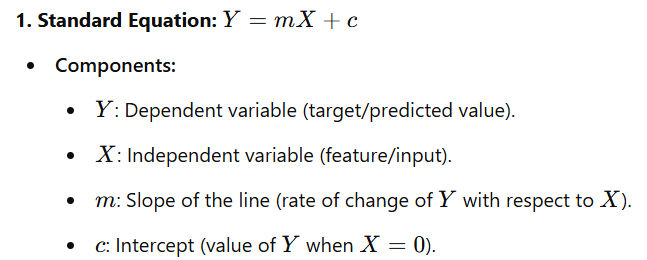 1. Standard Equation: Y = mX + c
• Components:
• Y: Dependent variable (target/predicted value).
• X: Independent variable (feature/input).
• m: Slope of the line (rate of change of Y with respect to X).
• c: Intercept (value of Y when X = 0).